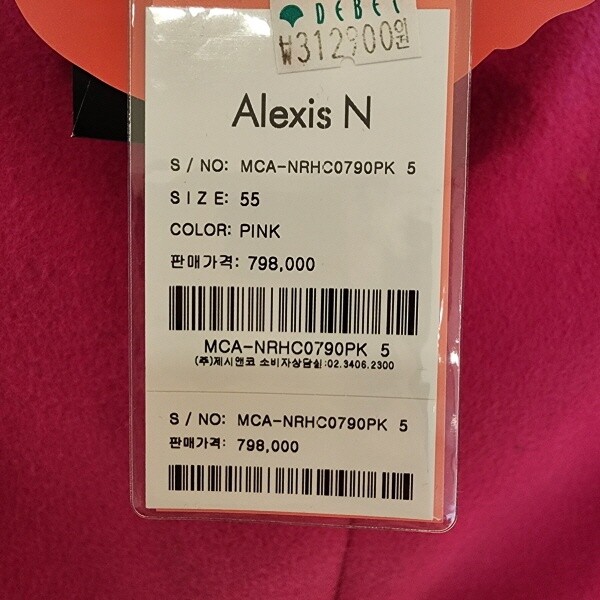 DEBEC
₩312900원
Alexis N
S / NO: MCA-NRHC0790PK 5
SIZE: 55
COLOR: PINK
판매가격: 798,000
MCA-NRHC0790PK 5
(주)제시앤코 소비자상담실:02.3406.2300
S / NO: MCA-NRHC0790PK 5
판매가격: 798,000